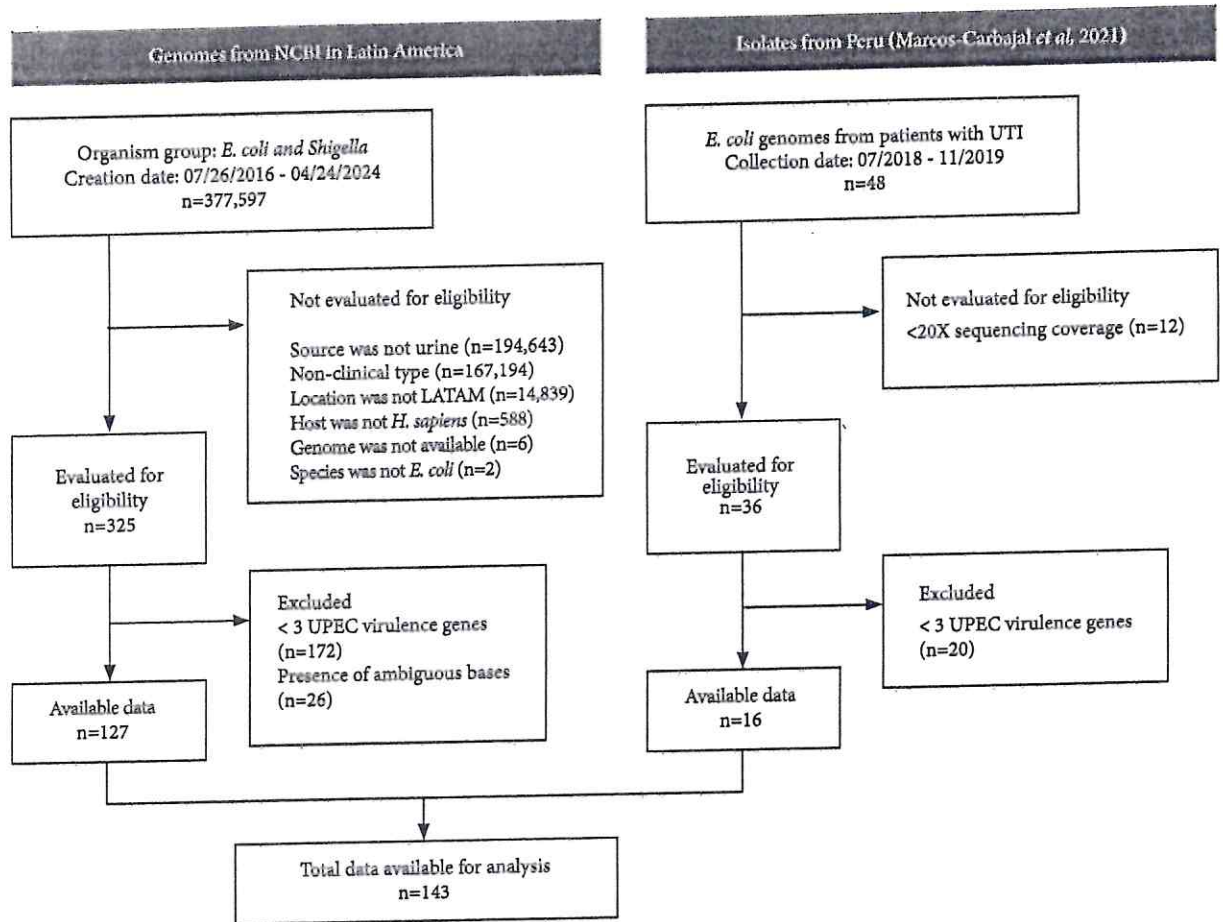 Genomes from NCBI in Latin America
Organism group: E. coli and Shigella
Creation date: 07/26/2016 - 04/24/2024
n=377,597
Not evaluated for eligibility
Source was not urine (n=194,643)
Non-clinical type (n=167,194)
Location was not LATAM (n=14,839)
Host was not H. sapiens (n=588)
Genome was not available (n=6)
Species was not E. coli (n=2)
Evaluated for
eligibility
n=325
Excluded
< 3 UPEC virulence genes
(n=172)
Presence of ambiguous bases
(n=26)
Available data
n=127
Isolates from Peru (Marcos-Carbajal et al, 2021)
E. coli genomes from patients with UTI
Collection date: 07/2018 - 11/2019
n=48
Not evaluated for eligibility
<20X sequencing coverage (n=12)
Evaluated for
eligibility
n=36
Excluded
< 3 UPEC virulence genes
(n=20)
Available data
n=16
Total data available for analysis
n=143